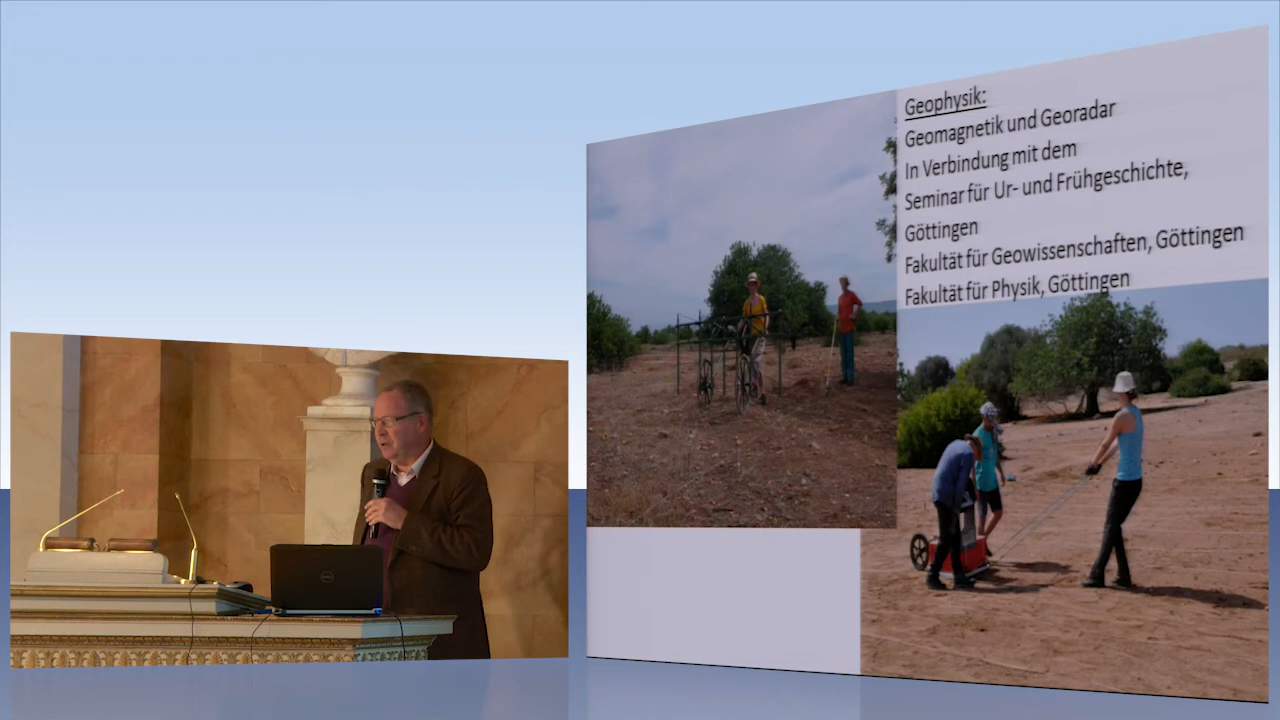 Geophysik:
Geomagnetik und Georadar
In Verbindung mit dem
Seminar für Ur- und Frühgeschichte,
Göttingen
Fakultät für Geowissenschaften, Göttingen
Fakultät für Physik, Göttingen
DELL